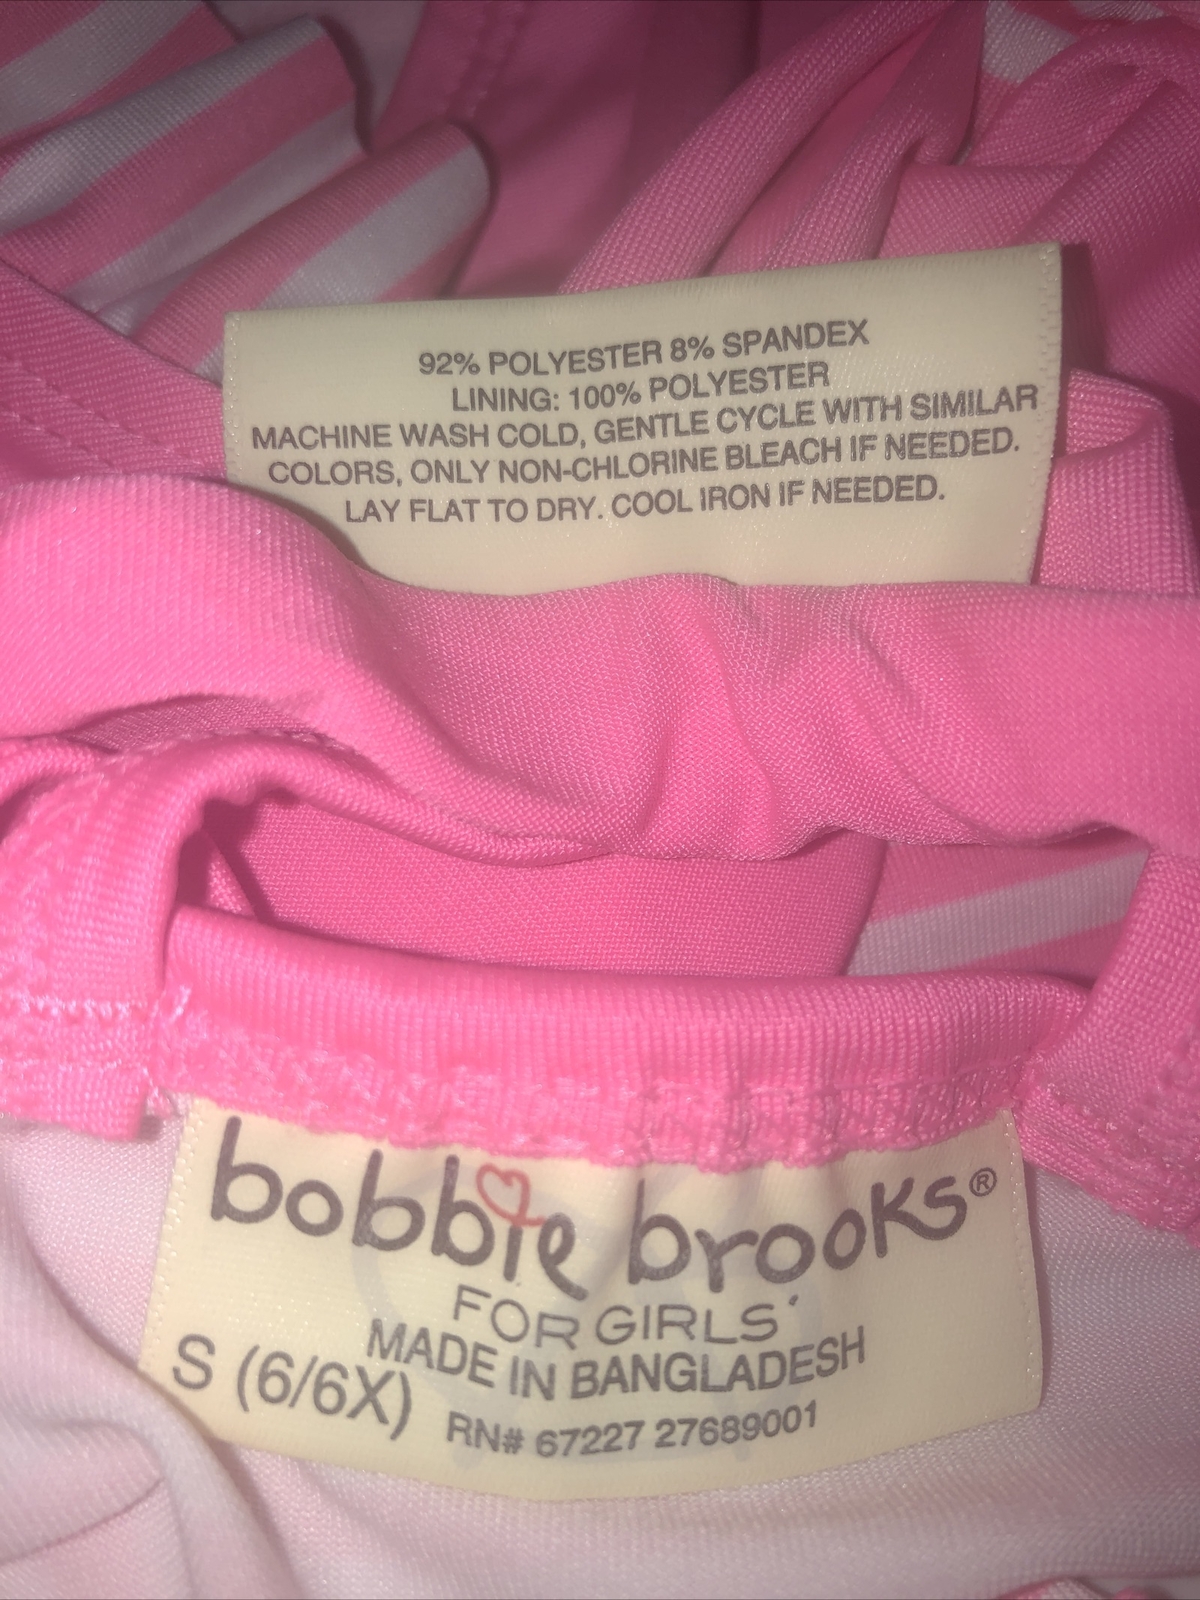 92% POLYESTER 8% SPANDEX
LINING: 100% POLYESTER
MACHINE WASH COLD, GENTLE CYCLE WITH SIMILAR
COLORS, ONLY NON-CHLORINE BLEACH IF NEEDED.
LAY FLAT TO DRY. COOL IRON IF NEEDED.
bobbie brooks®
FOR GIRLS
MADE IN BANGLADESH
S (6/6X)
RN# 67227 27689001